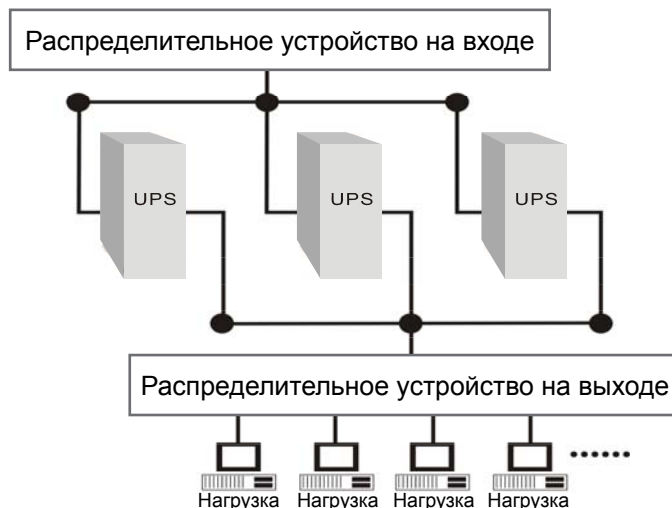 Распределительное устройство на входе
UPS UPS UPS
Распределительное устройство на выходе
Нагрузка Нагрузка Нагрузка Нагрузка